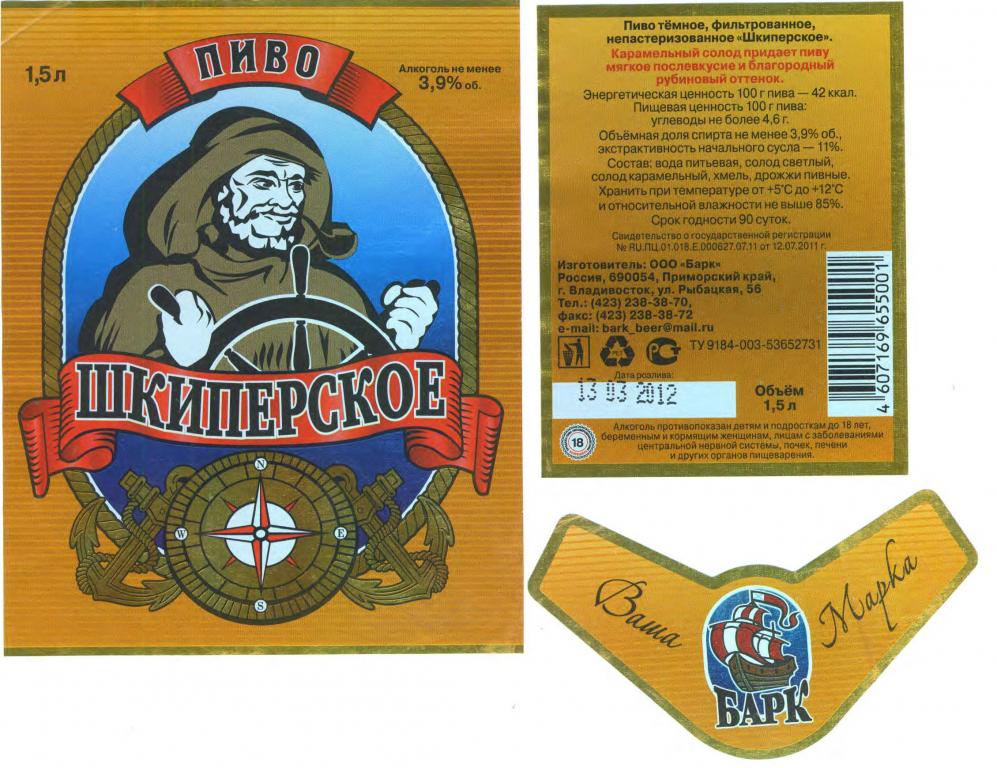 ПИВО
1,5 л
Алкоголь не менее
3,9% об.
ШКИПЕРСКОЕ
N
W
E
S
Пиво тёмное, фильтрованное,
непастеризованное «Шкиперское».
Карамельный солод придает пиву
мягкое послевкусие и благородный
рубиновый оттенок.
Энергетическая ценность 100 г пива — 42 ккал.
Пищевая ценность 100 г пива:
углеводы не более 4,6 г.
Объёмная доля спирта не менее 3,9% об.,
экстрактивность начального сусла — 11%.
Состав: вода питьевая, солод светлый,
солод карамельный, хмель, дрожжи пивные.
Хранить при температуре от +5°С до +12°С
и относительной влажности не выше 85%.
Срок годности 90 суток.
Свидетельство о государственной регистрации
№ RU.ПЦ.01.018.Е.000627.07.11 от 12.07.2011 г.
Изготовитель: ООО «Барк»
Россия, 690054, Приморский край,
г. Владивосток, ул. Рыбацкая, 56
Тел.: (423) 238-38-70,
факс: (423) 238-38-72
e-mail: bark_beer@mail.ru
ТУ 9184-003-53652731
Дата розлива:
13 03 2012
Объём
1,5 л
4 607169 655001
18
Алкоголь противопоказан детям и подросткам до 18 лет,
беременным и кормящим женщинам, лицам с заболеваниями
центральной нервной системы, почек, печени
и других органов пищеварения.
Ваша Марка
БАРК